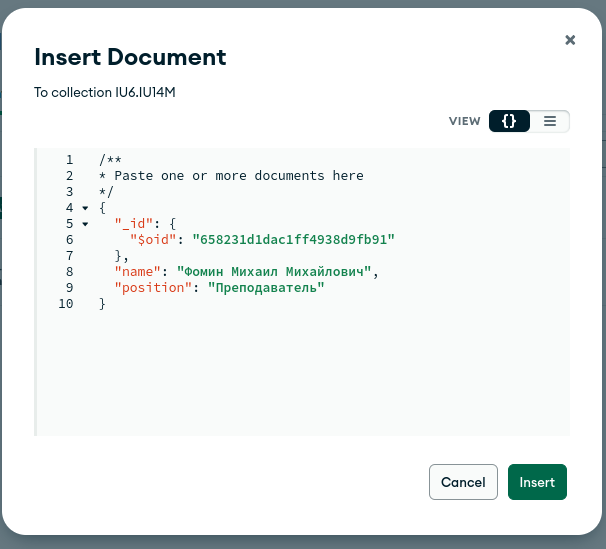 Insert Document
To collection IU6.IU14M
VIEW {}
1 /**
2 * Paste one or more documents here
3 */
4 {
5 "_id": {
6 "$oid": "658231d1dac1ff4938d9fb91"
7 },
8 "name": "Фомин Михаил Михайлович",
9 "position": "Преподаватель"
10 }
Cancel Insert